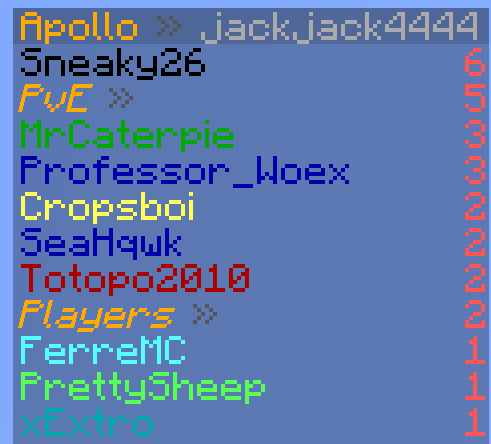 Apollo » jackjack4444
Sneaky26 6
PvE » 5
MrCaterpie 3
Professor_Woex 3
Cropsboi 2
SeaHqwk 2
Totopo2010 2
Players » 2
FerreMC 1
PrettySheep 1
xExtro 1